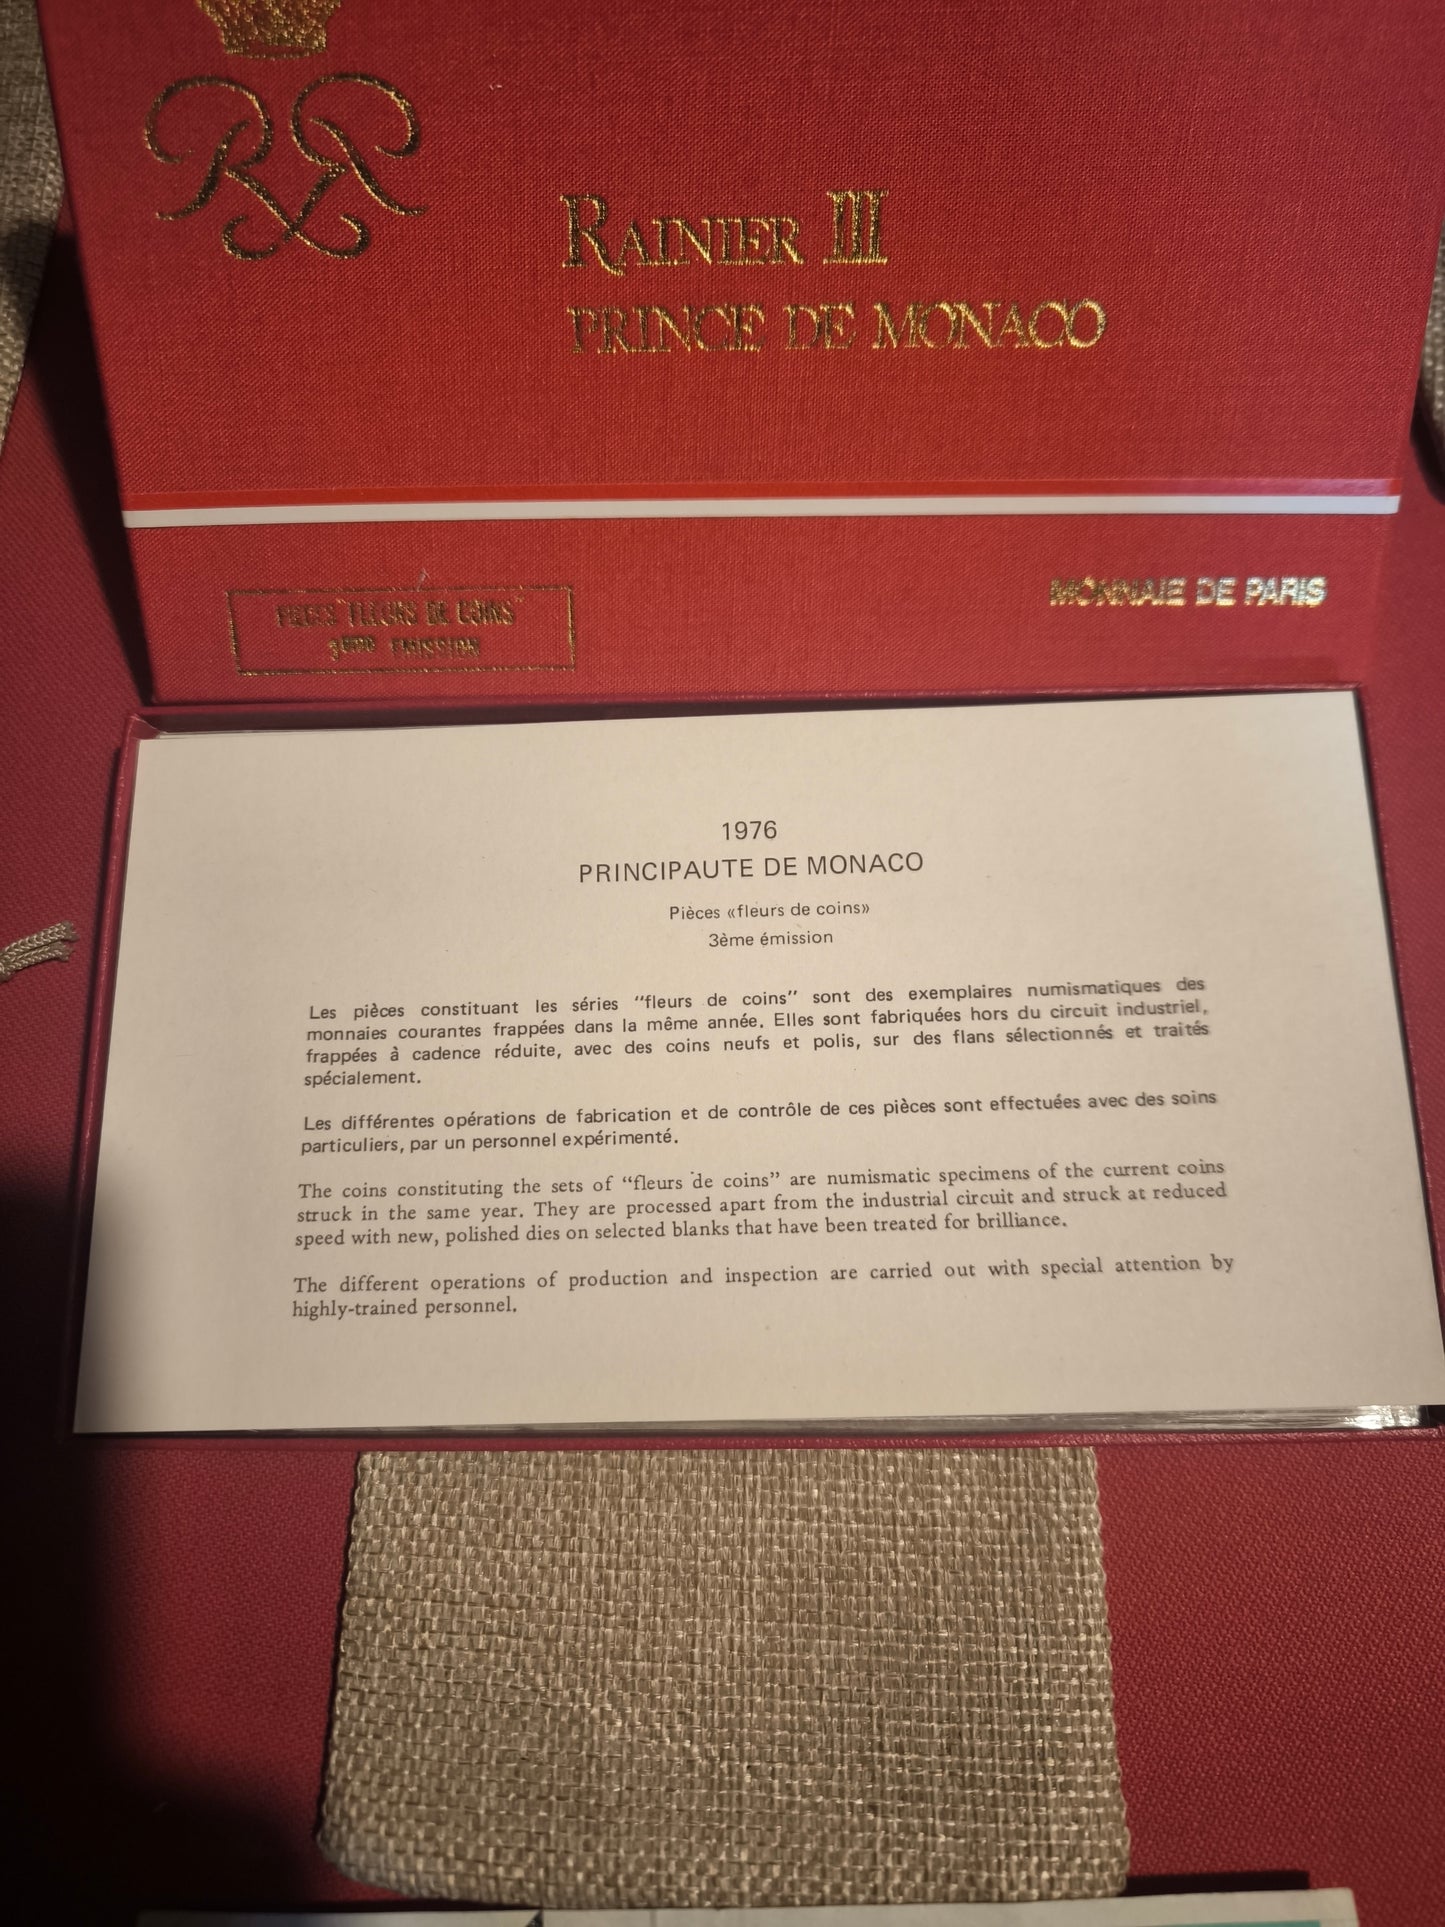 RAINIER III
PRINCE DE MONACO
MONNAIE DE PARIS
PIECES "FLEURS DE COINS"
3ème EMISSION
1976
PRINCIPAUTE DE MONACO
Pièces «fleurs de coins»
3ème émission
Les pièces constituant les séries "fleurs de coins" sont des exemplaires numismatiques des
monnaies courantes frappées dans la même année. Elles sont fabriquées hors du circuit industriel,
frappées à cadence réduite, avec des coins neufs et polis, sur des flans sélectionnés et traités
spécialement.
Les différentes opérations de fabrication et de contrôle de ces pièces sont effectuées avec des soins
particuliers, par un personnel expérimenté.
The coins constituting the sets of "fleurs de coins" are numismatic specimens of the current coins
struck in the same year. They are processed apart from the industrial circuit and struck at reduced
speed with new, polished dies on selected blanks that have been treated for brilliance.
The different operations of production and inspection are carried out with special attention by
highly-trained personnel.